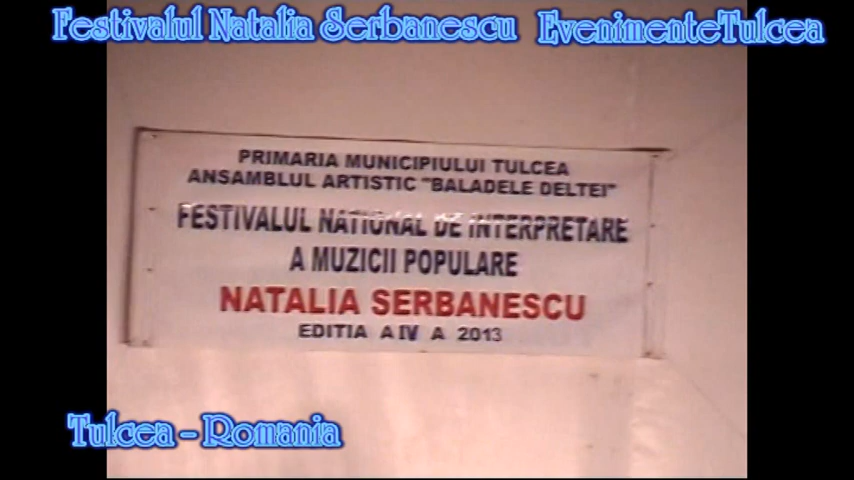 Festivalul Natalia Serbanescu EvenimenteTulcea
PRIMARIA MUNICIPIULUI TULCEA
ANSAMBLUL ARTISTIC "BALADELE DELTEI"
FESTIVALUL NATIONAL DE INTERPRETARE
A MUZICII POPULARE
NATALIA SERBANESCU
EDITIA A IV A 2013
Tulcea - Romania